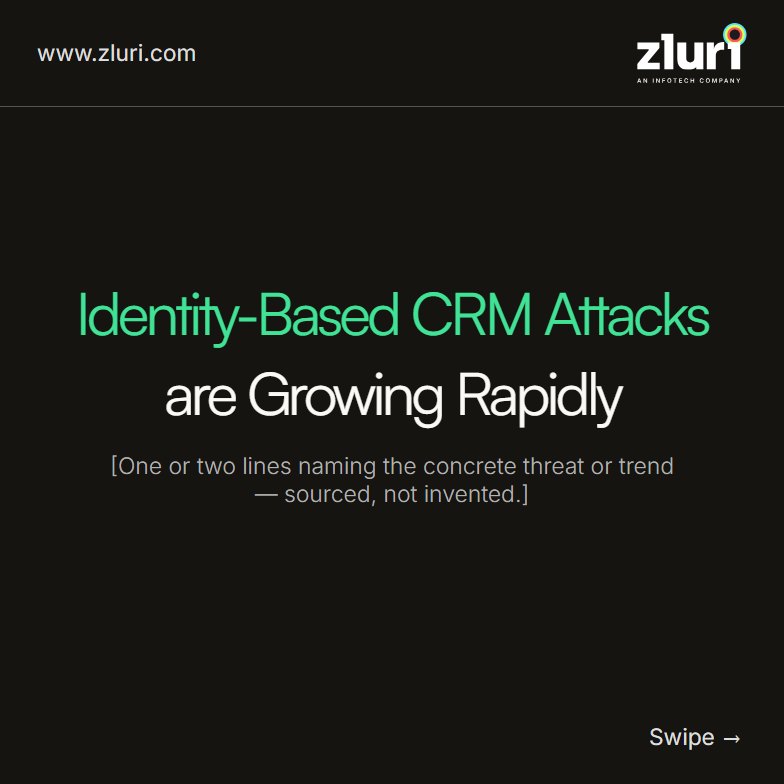 www.zluri.com
zluri
AN INFOTECH COMPANY
Identity-Based CRM Attacks
are Growing Rapidly
[One or two lines naming the concrete threat or trend
— sourced, not invented.]
Swipe →